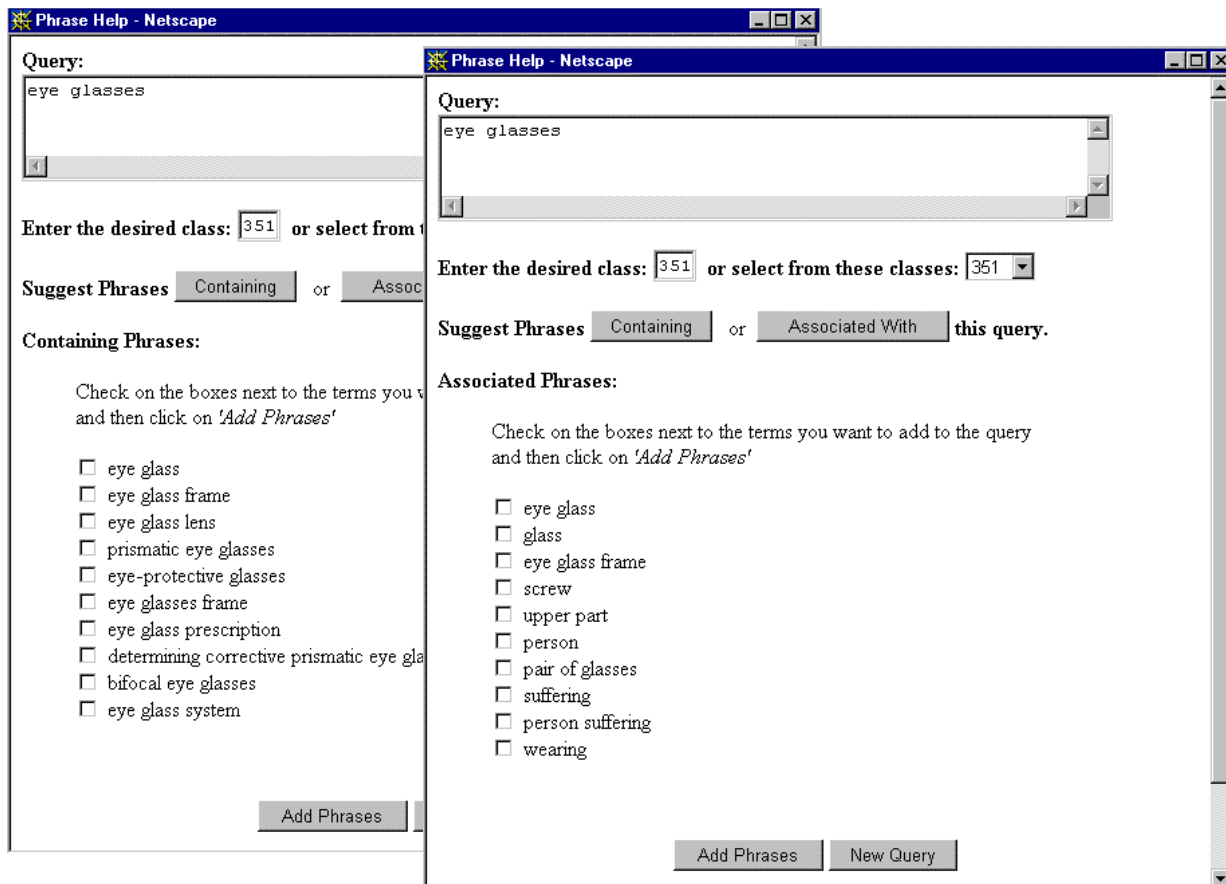 Phrase Help - Netscape
Query:
eye glasses
Enter the desired class: 351 or select from
Suggest Phrases Containing or
Containing Phrases:
Check on the boxes next to the terms you
and then click on 'Add Phrases'
eye glass
eye glass frame
eye glass lens
prismatic eye glasses
eye-protective glasses
eye glasses frame
eye glass prescription
determining corrective prismatic eye
bifocal eye glasses
eye glass system
Add Phrases
Phrase Help - Netscape
Query:
eye glasses
Enter the desired class: 351 or select from these classes: 351
Suggest Phrases Containing or Associated With this query.
Associated Phrases:
Check on the boxes next to the terms you want to add to the query
and then click on 'Add Phrases'
eye glass
glass
eye glass frame
screw
upper part
person
pair of glasses
suffering
person suffering
wearing
Add Phrases New Query